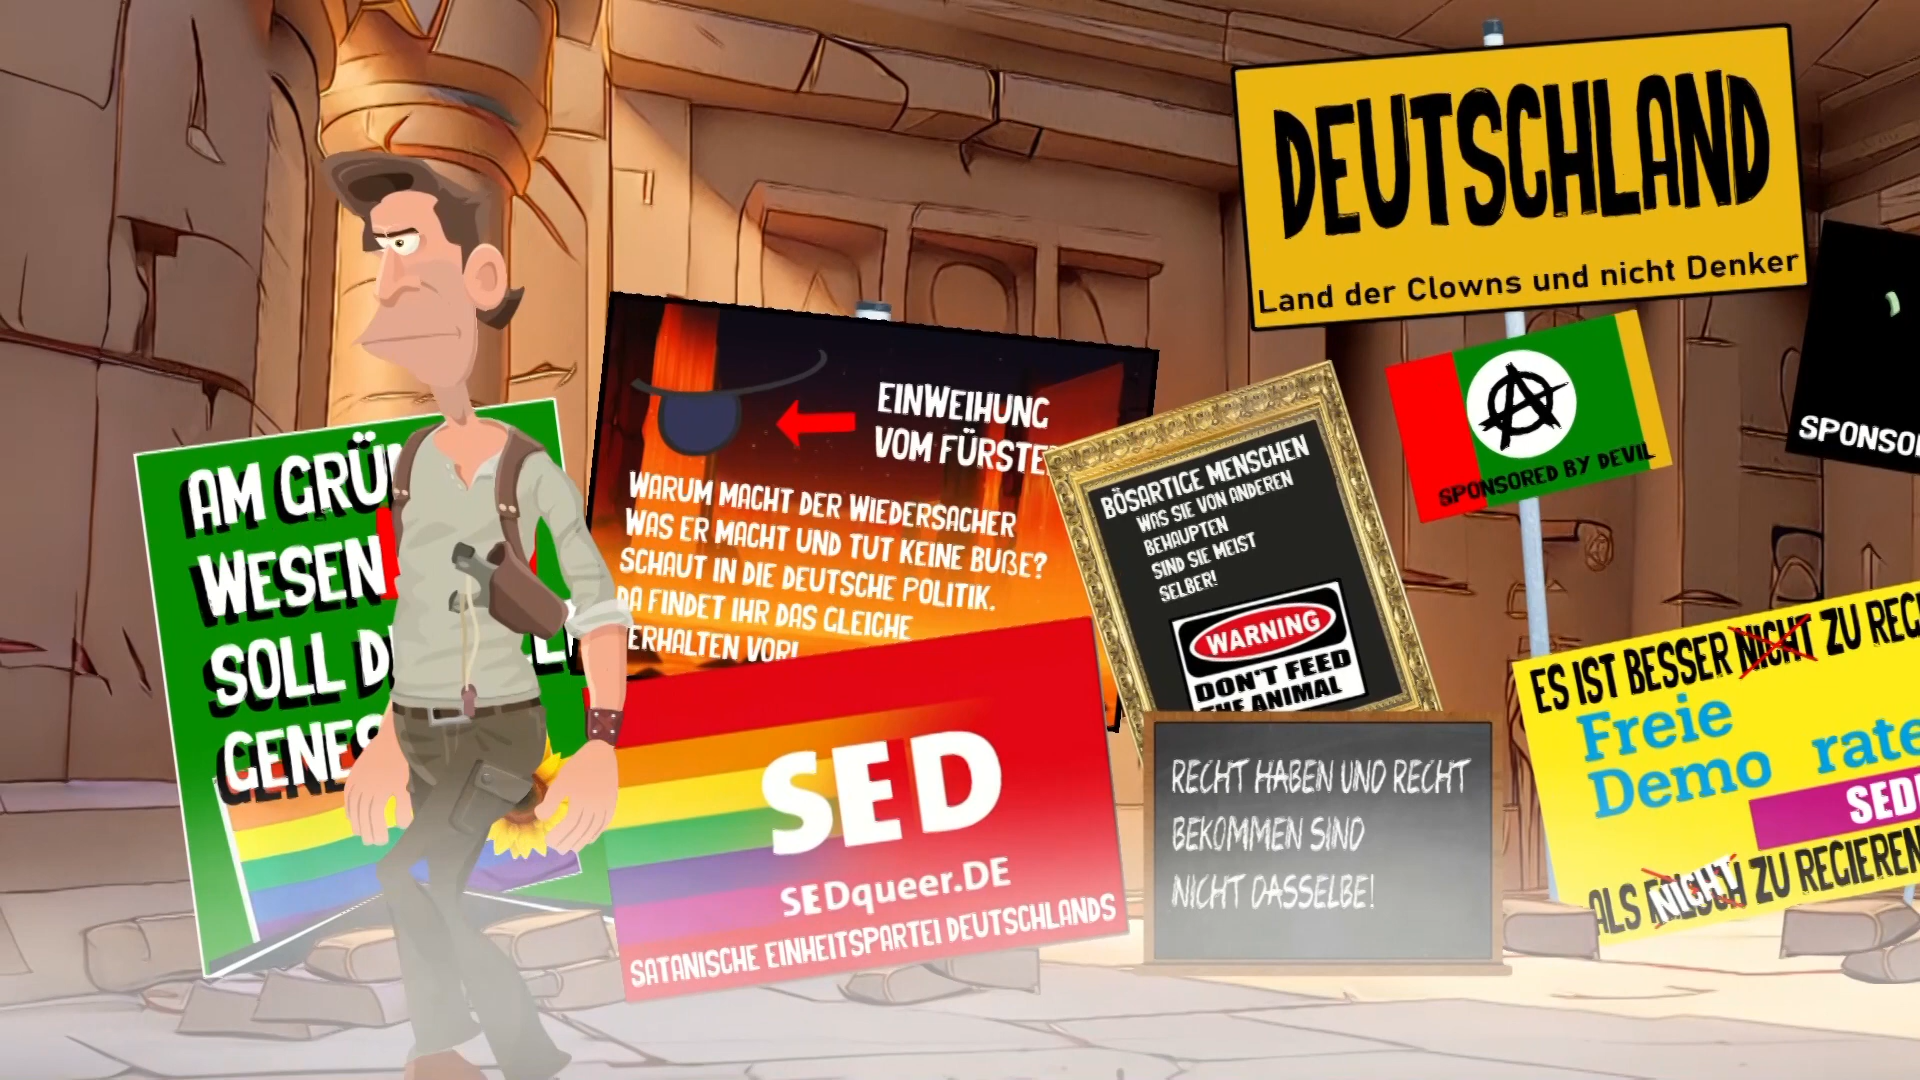 AM GRÜ
WESEN
SOLL D
GENES
EINWEIHUNG
VOM FÜRSTE
WARUM MACHT DER WIEDERSACHER
WAS ER MACHT UND TUT KEINE BUẞE?
SCHAUT IN DIE DEUTSCHE POLITIK.
DA FINDET IHR DAS GLEICHE
VERHALTEN VOR!
SED
SEDqueer.DE
SATANISCHE EINHEITSPARTEI DEUTSCHLANDS
BÖSARTIGE MENSCHEN
WAS SIE VON ANDEREN
BEHAUPTEN
SIND SIE MEIST
SELBER!
WARNING
DON'T FEED
THE ANIMAL
RECHT HABEN UND RECHT
BEKOMMEN SIND
NICHT DASSELBE!
DEUTSCHLAND
Land der Clowns und nicht Denker
SPONSORED BY DEVIL
SPONSO
ES IST BESSER NICHT ZU REG
Freie
Demo rate
SED
ALS NICHT ZU REGIEREN